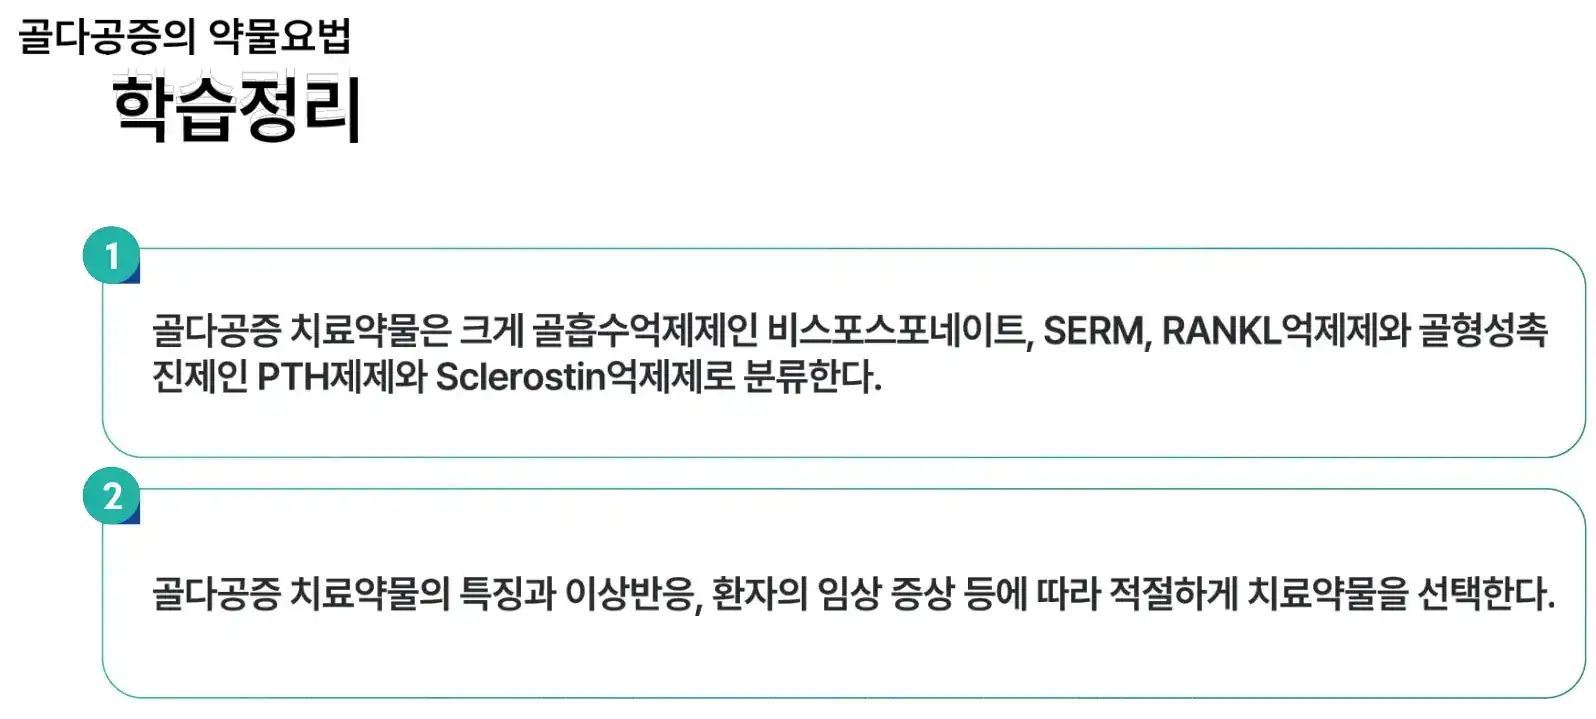 골다공증의 약물요법
학습정리
1
골다공증 치료약물은 크게 골흡수억제제인 비스포스포네이트, SERM, RANKL억제제와 골형성촉
진제인 PTH제제와 Sclerostin억제제로 분류한다.
2
골다공증 치료약물의 특징과 이상반응, 환자의 임상 증상 등에 따라 적절하게 치료약물을 선택한다.